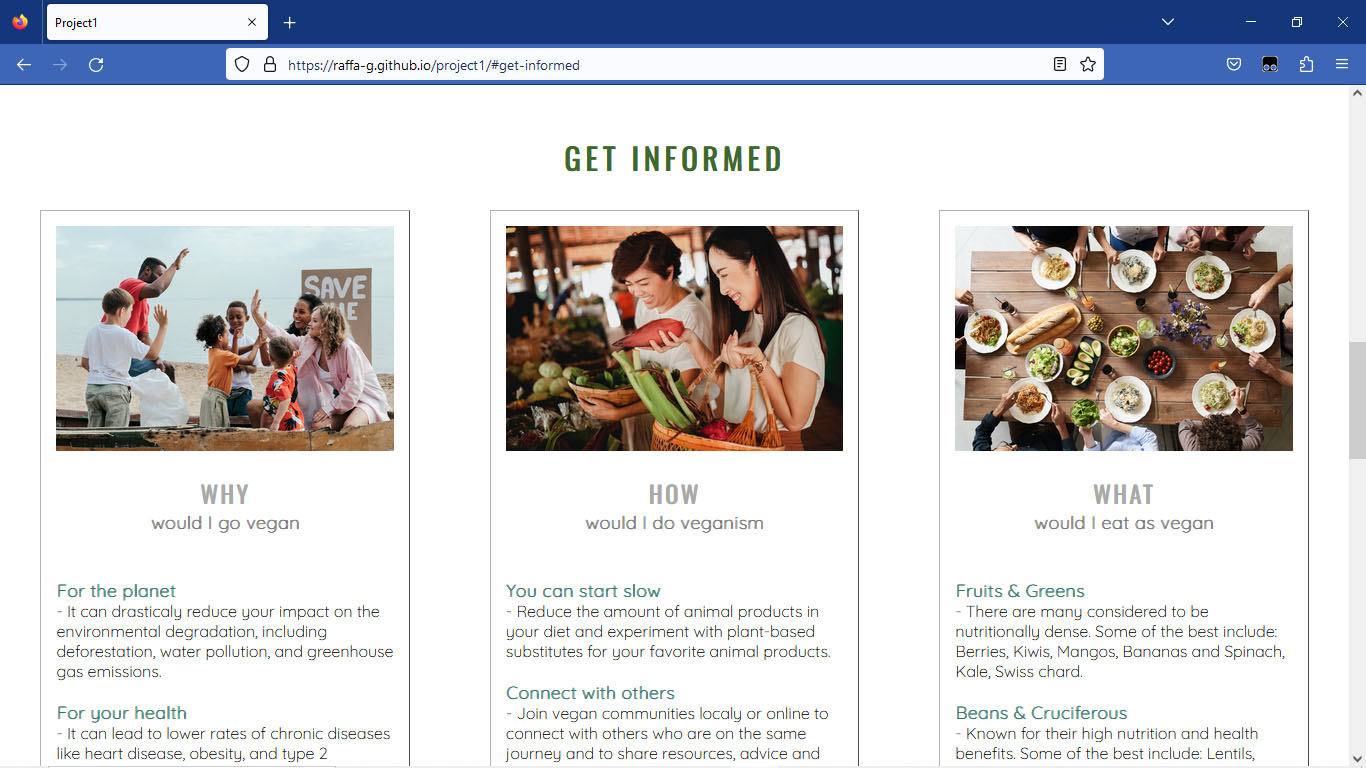 Project1
https://raffa-g.github.io/project1/#get-informed
GET INFORMED
SAVE
WHY
would I go vegan
For the planet
- It can drasticaly reduce your impact on the
environmental degradation, including
deforestation, water pollution, and greenhouse
gas emissions.
For your health
- It can lead to lower rates of chronic diseases
like heart disease, obesity, and type 2
HOW
would I do veganism
You can start slow
- Reduce the amount of animal products in
your diet and experiment with plant-based
substitutes for your favorite animal products.
Connect with others
- Join vegan communities localy or online to
connect with others who are on the same
journey and to share resources, advice and
WHAT
would I eat as vegan
Fruits & Greens
- There are many considered to be
nutritionally dense. Some of the best include:
Berries, Kiwis, Mangos, Bananas and Spinach,
Kale, Swiss chard.
Beans & Cruciferous
- Known for their high nutrition and health
benefits. Some of the best include: Lentils,